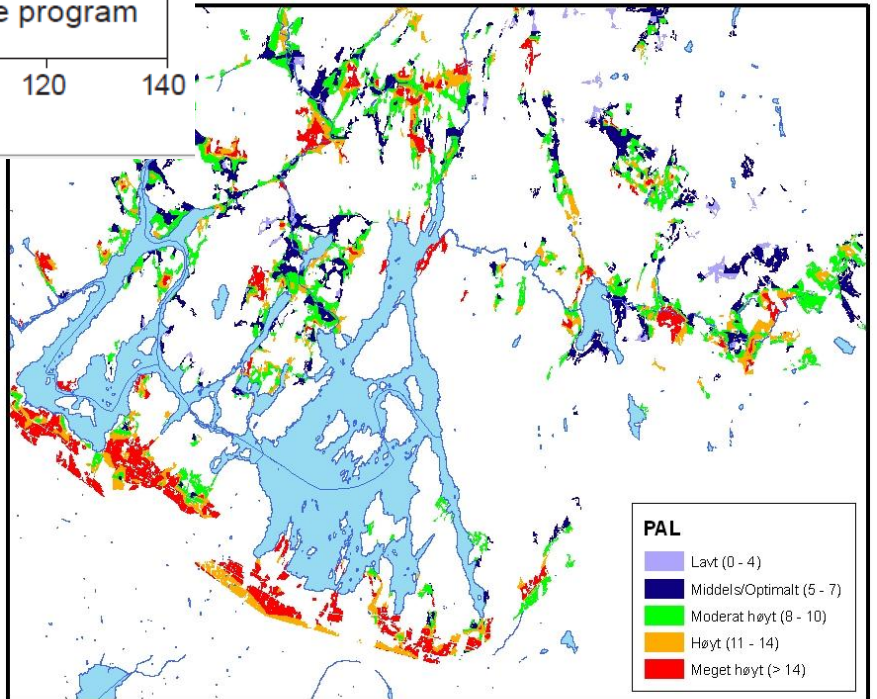 e program
120 140
PAL
Lavt (0 - 4)
Middels/Optimalt (5 - 7)
Moderat høyt (8 - 10)
Høyt (11 - 14)
Meget høyt (> 14)